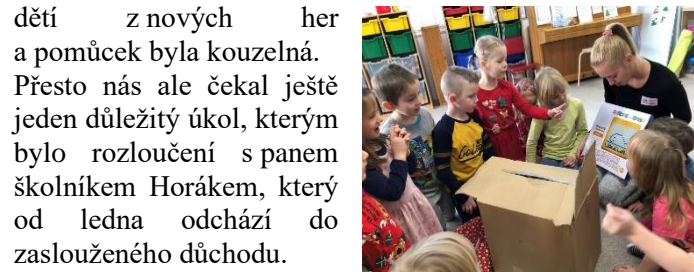 dětí z nových her
a pomůcek byla kouzelná.
Přesto nás ale čekal ještě
jeden důležitý úkol, kterým
bylo rozloučení s panem
školníkem Horákem, který
od ledna odchází do
zaslouženého důchodu.